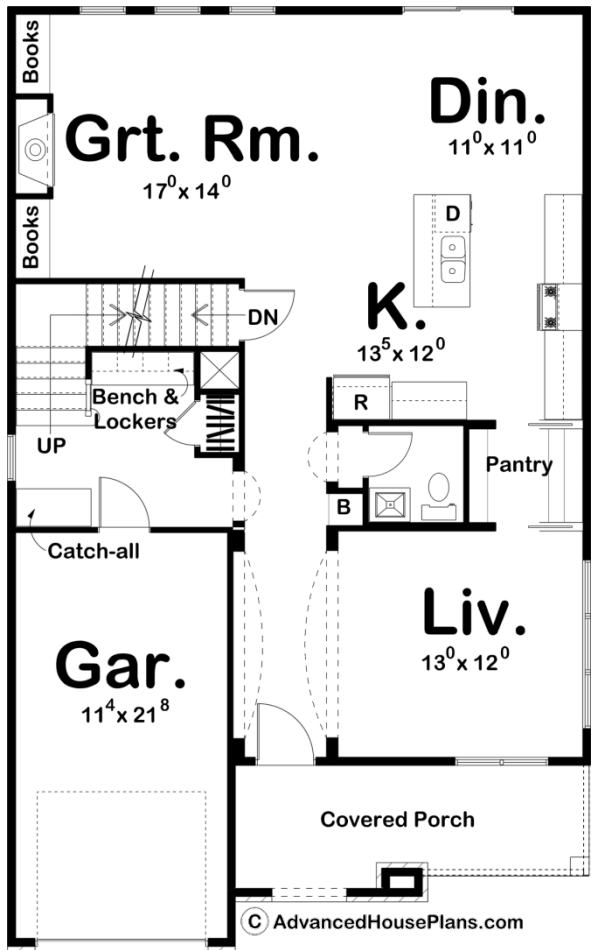 Books
Grt. Rm.
17⁰ x 14⁰
Din.
11⁰ x 11⁰
Books
D
DN
K.
13⁵ x 12⁰
R
UP
Bench &
Lockers
Pantry
B
Catch-all
Gar.
11⁴ x 21⁸
Liv.
13⁰ x 12⁰
Covered Porch
© AdvancedHousePlans.com